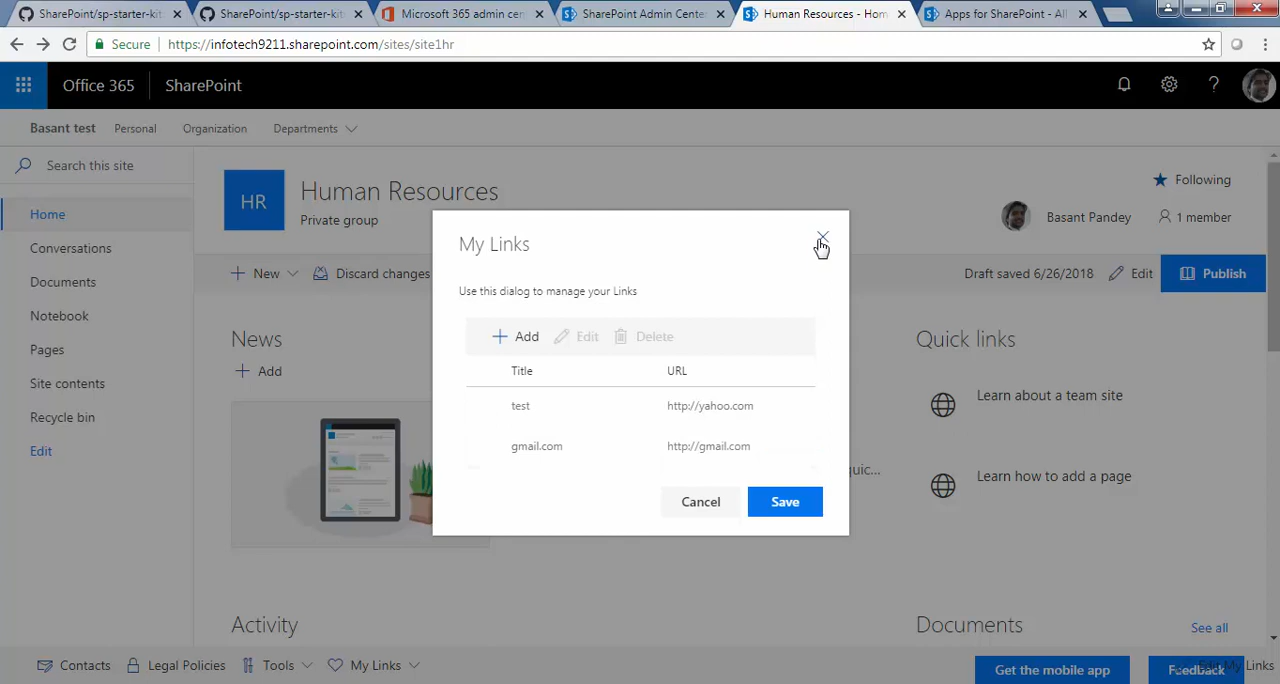 SharePoint/sp-starter-kit
SharePoint/sp-starter-kit
Microsoft 365 admin cen
SharePoint Admin Center
Human Resources - Hom
Apps for SharePoint - All
Secure
https://infotech9211.sharepoint.com/sites/site1hr
Office 365
SharePoint
?
Basant test
Personal
Organization
Departments
Search this site
HR
Human Resources
Private group
Following
Basant Pandey
1 member
Home
Conversations
Documents
Notebook
Pages
Site contents
Recycle bin
Edit
New
Discard changes
Draft saved 6/26/2018
Edit
Publish
My Links
Use this dialog to manage your Links
Add
Edit
Delete
Title
URL
test
http://yahoo.com
gmail.com
http://gmail.com
Cancel
Save
News
Add
Quick links
Learn about a team site
Learn how to add a page
Activity
Documents
See all
Contacts
Legal Policies
Tools
My Links
Get the mobile app
Feedback
Edit My Links